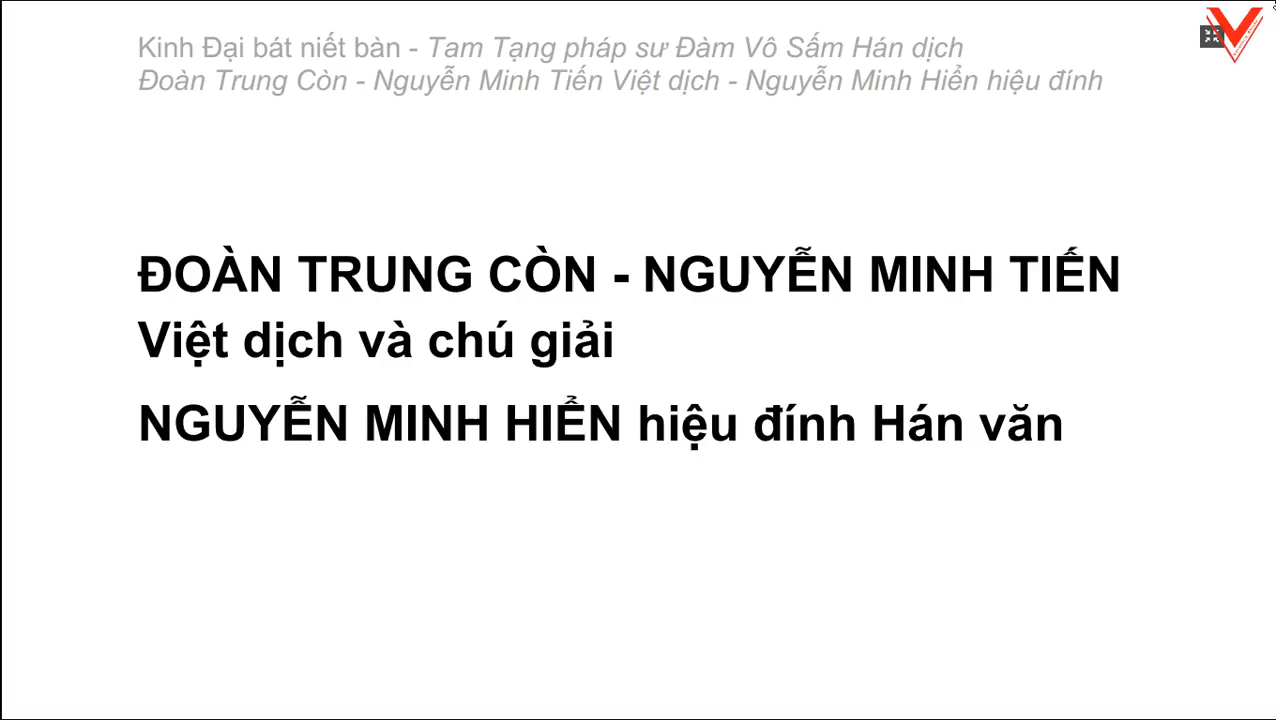 Kinh Đại bát niết bàn - Tam Tạng pháp sư Đàm Vô Sấm Hán dịch
Đoàn Trung Còn - Nguyễn Minh Tiến Việt dịch - Nguyễn Minh Hiển hiệu đính
ĐOÀN TRUNG CÒN - NGUYỄN MINH TIẾN
Việt dịch và chú giải
NGUYỄN MINH HIỂN hiệu đính Hán văn